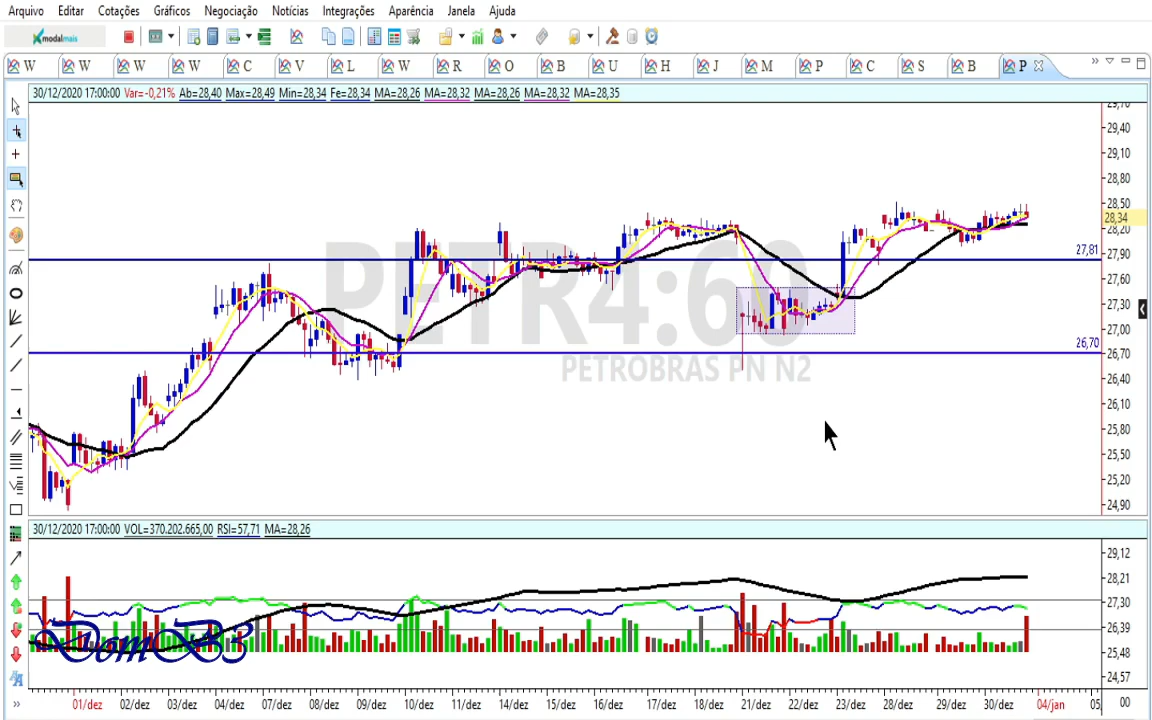 Arquivo Editar Cotações Gráficos Negociação Notícias Integrações Aparência Janela Ajuda
modalmais
W W W W C V L W R O B U H J M P C S B P
30/12/2020 17:00:00 Var=-0,21% Ab=28,40 Max=28,49 Min=28,34 Fe=28,34 MA=28,26 MA=28,32 MA=28,26 MA=28,32 MA=28,35
29,70
29,40
29,10
28,80
28,50
28,34
28,20
27,90
27,60
27,30
27,00
26,70
26,40
26,10
25,80
25,50
25,20
24,90
27,81
26,70
PETR4:60
PETROBRAS PN N2
30/12/2020 17:00:00 VOL=370.202.665,00 RSI=57,71 MA=28,26
29,12
28,21
27,30
26,39
25,48
24,57
DomB3
01/dez 02/dez 03/dez 04/dez 07/dez 08/dez 09/dez 10/dez 11/dez 14/dez 15/dez 16/dez 17/dez 18/dez 21/dez 22/dez 23/dez 28/dez 29/dez 30/dez 04/jan 05 00